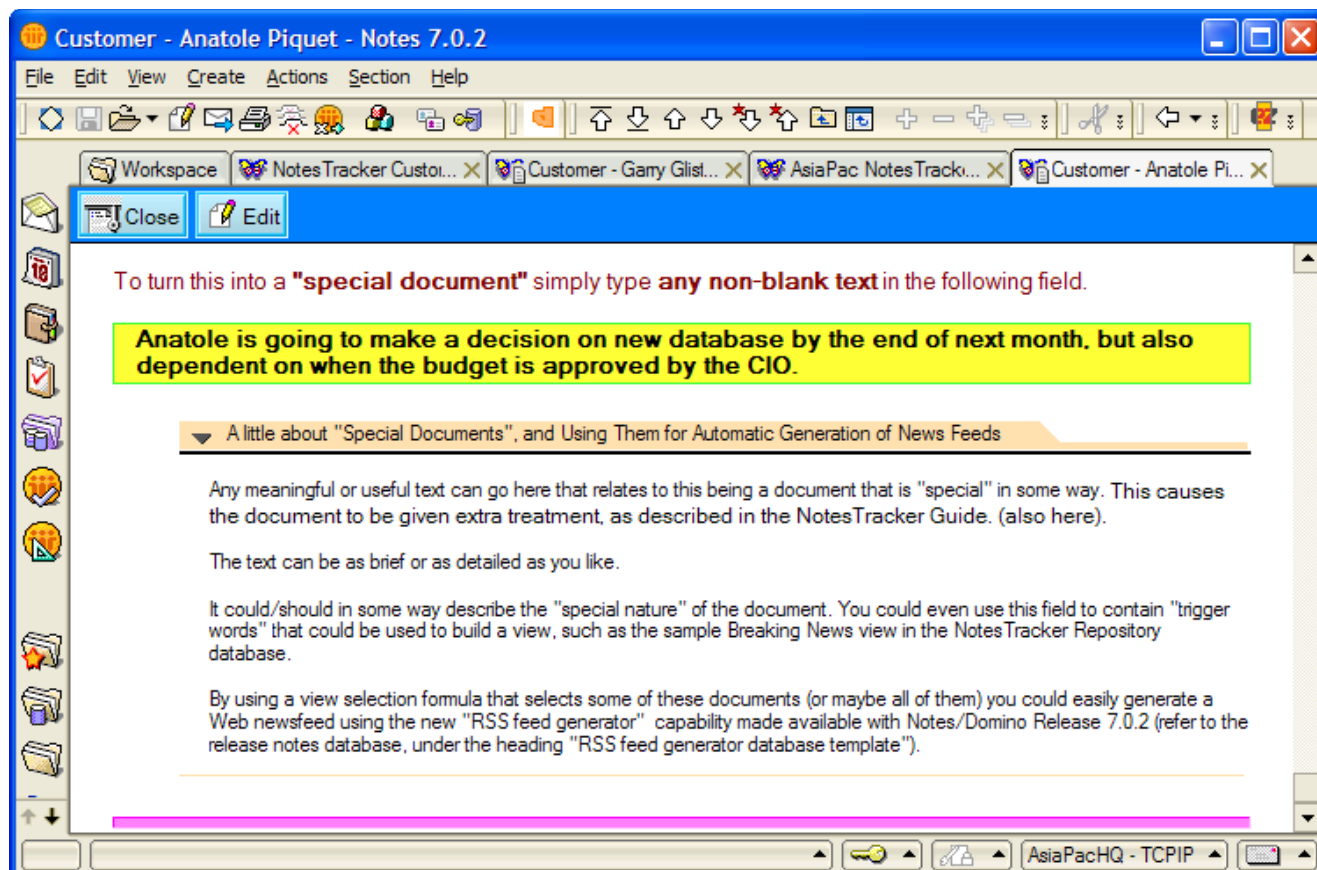 Customer - Anatole Piquet - Notes 7.0.2
File Edit View Create Actions Section Help
Workspace NotesTracker Custo... Customer - Garry Glist... AsiaPac NotesTrack... Customer - Anatole Pi...
Close Edit
To turn this into a "special document" simply type any non-blank text in the following field.
Anatole is going to make a decision on new database by the end of next month, but also
dependent on when the budget is approved by the CIO.
A little about "Special Documents", and Using Them for Automatic Generation of News Feeds
Any meaningful or useful text can go here that relates to this being a document that is "special" in some way. This causes
the document to be given extra treatment, as described in the NotesTracker Guide. (also here).
The text can be as brief or as detailed as you like.
It could/should in some way describe the "special nature" of the document. You could even use this field to contain "trigger
words" that could be used to build a view, such as the sample Breaking News view in the NotesTracker Repository
database.
By using a view selection formula that selects some of these documents (or maybe all of them) you could easily generate a
Web newsfeed using the new "RSS feed generator" capability made available with Notes/Domino Release 7.0.2 (refer to the
release notes database, under the heading "RSS feed generator database template").
AsiaPacHQ - TCPIP